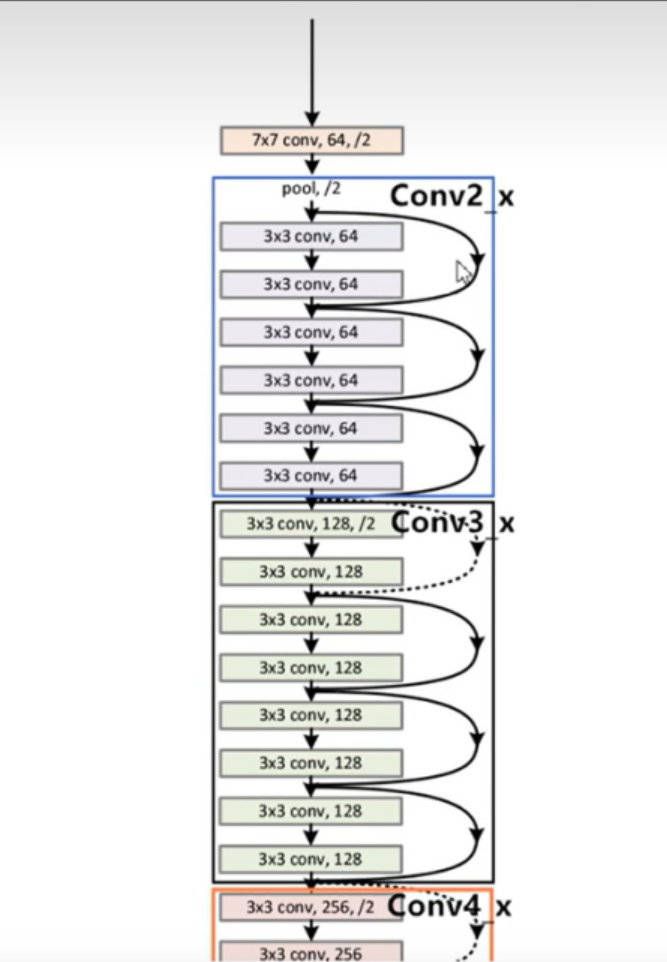 7x7 conv, 64, /2
pool, /2
Conv2_x
3x3 conv, 64
3x3 conv, 64
3x3 conv, 64
3x3 conv, 64
3x3 conv, 64
3x3 conv, 64
3x3 conv, 128, /2
Conv3_x
3x3 conv, 128
3x3 conv, 128
3x3 conv, 128
3x3 conv, 128
3x3 conv, 128
3x3 conv, 128
3x3 conv, 128
3x3 conv, 256, /2
Conv4_x
3x3 conv, 256